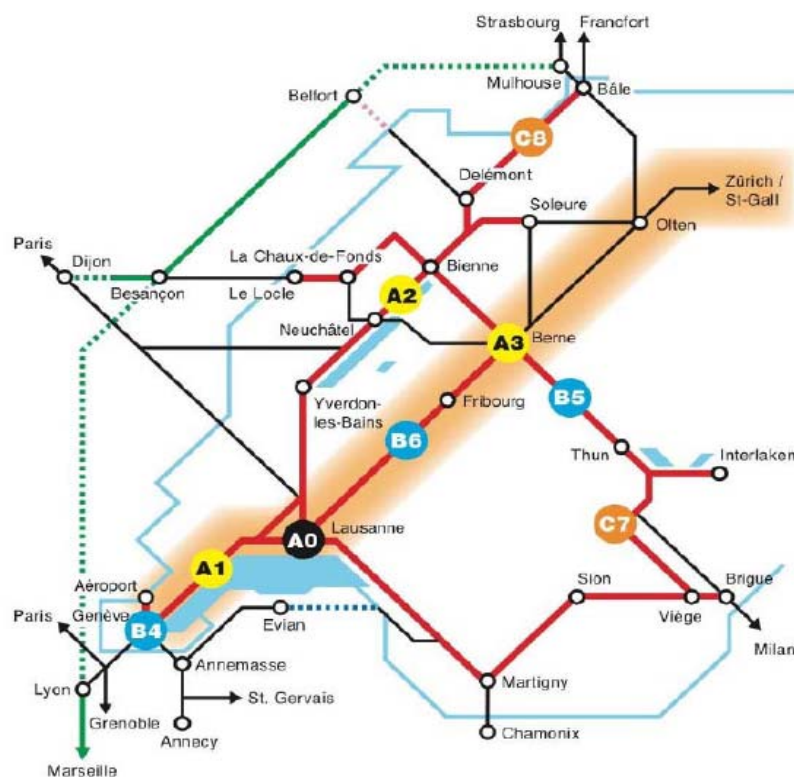 Strasbourg
Francfort
Mulhouse
Bâle
Belfort
C8
Delémont
Zürich /
St-Gall
Soleure
Olten
Paris
Dijon
La Chaux-de-Fonds
Bienne
Besançon
Le Locle
A2
Neuchâtel
A3
Berne
Yverdon-
les-Bains
Fribourg
B5
B6
Thun
Interlaken
A0
Lausanne
C7
A1
Aéroport
Sion
Viège
Brigue
Genève
B4
Paris
Evian
Milan
Annemasse
Lyon
St. Gervais
Martigny
Grenoble
Annecy
Chamonix
Marseille